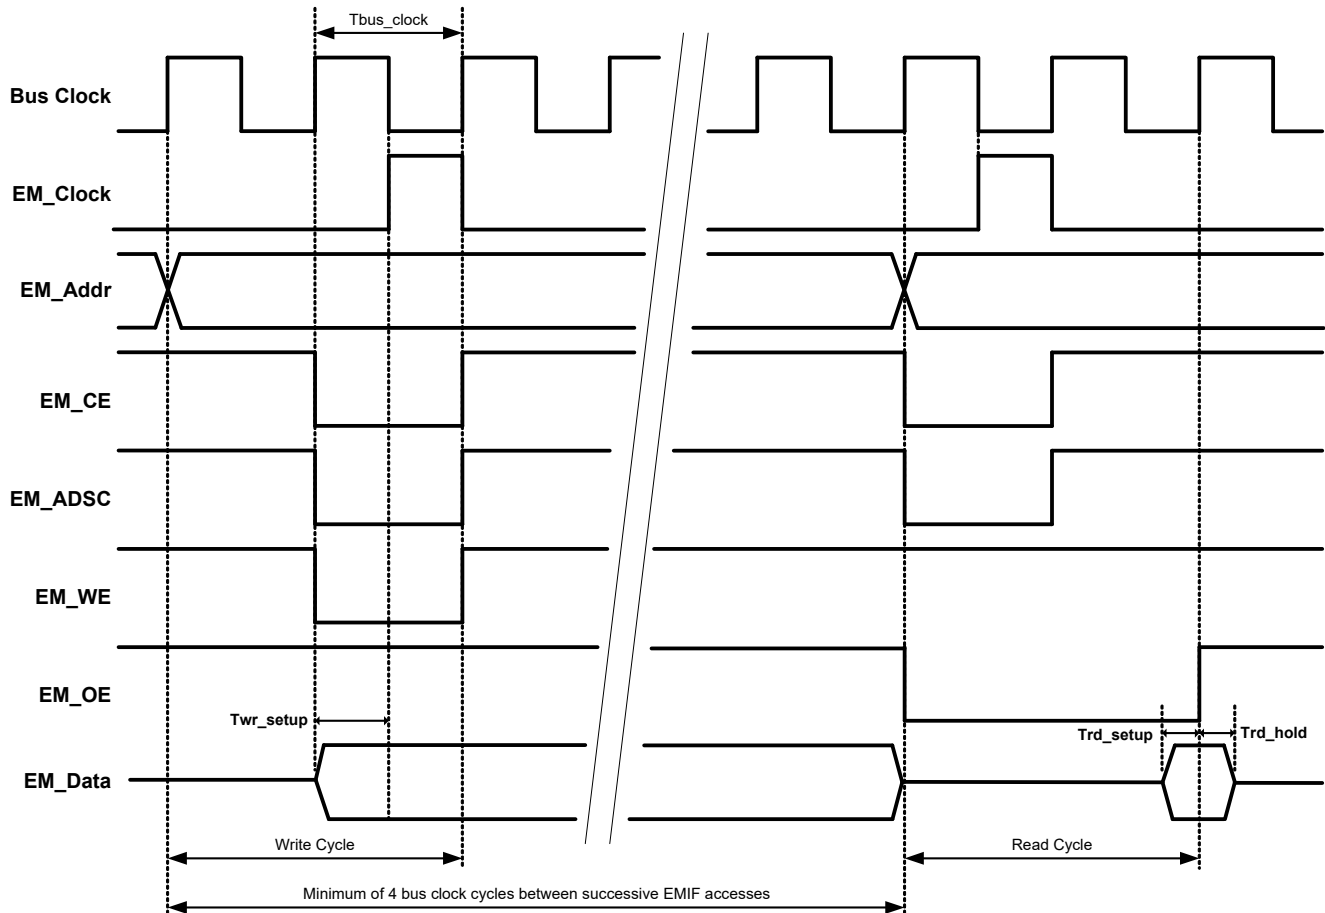 Tbus_clock
Bus Clock
EM_Clock
EM_Addr
EM_CE
EM_ADSC
EM_WE
EM_OE
Twr_setup
Trd_setup
Trd_hold
EM_Data
Write Cycle
Read Cycle
Minimum of 4 bus clock cycles between successive EMIF accesses